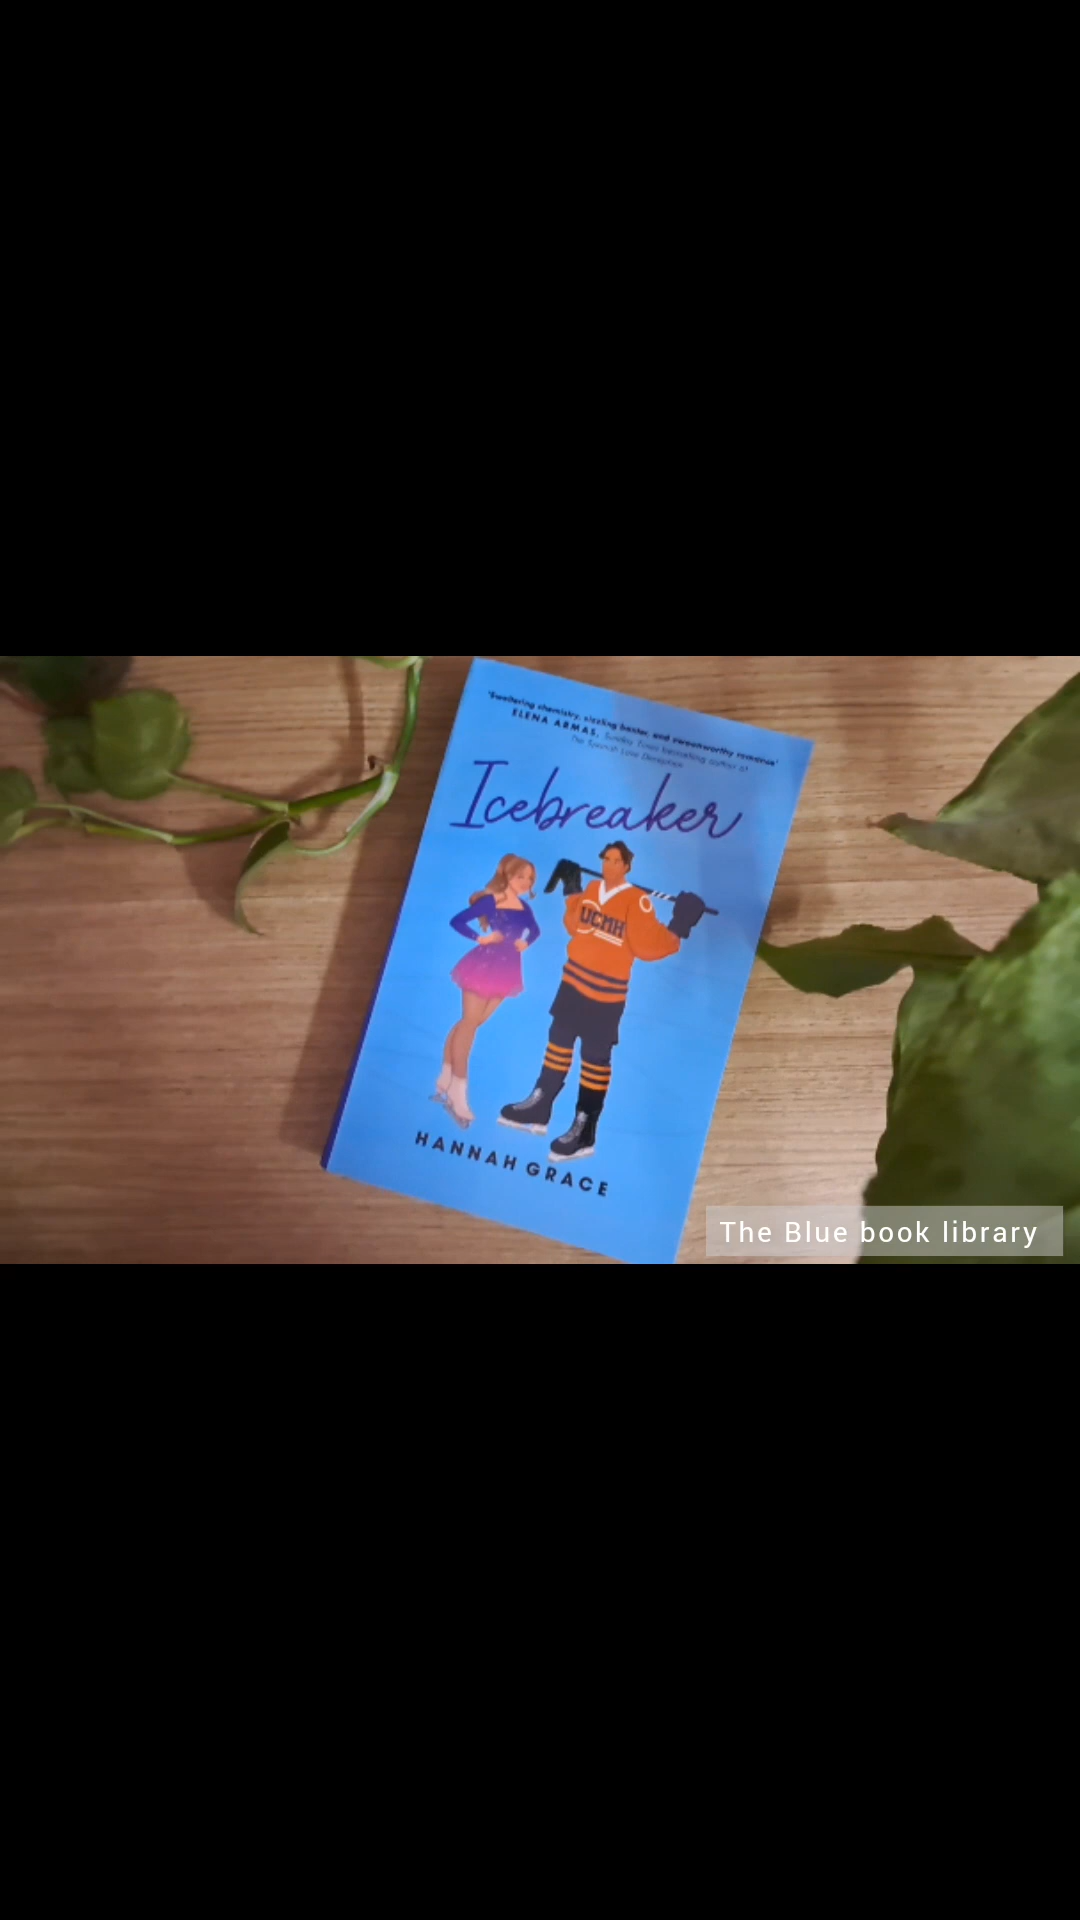 'Sweltering chemistry, sizzling banter, and swoonworthy romance'
ELENA ARMAS, Sunday Times bestselling author of
The Spanish Love Deception
Icebreaker
UCMH
HANNAH GRACE
The Blue book library